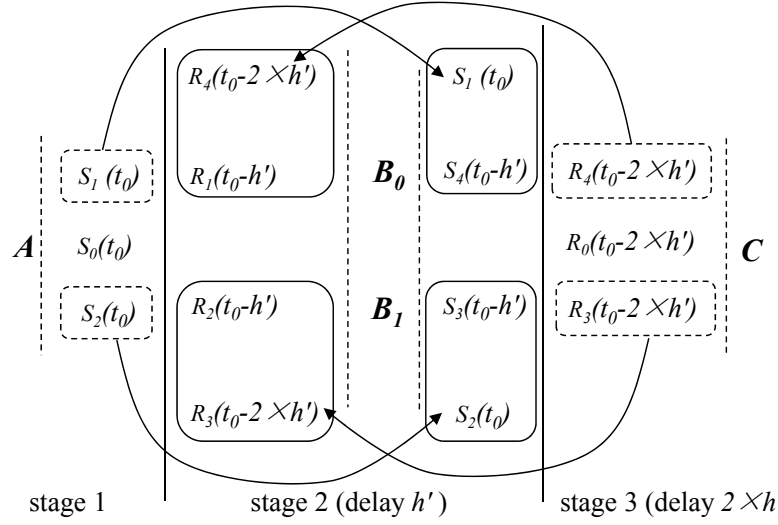 R₄(t₀-2×h') S₁(t₀)
S₁(t₀) R₁(t₀-h') B₀ S₄(t₀-h') R₄(t₀-2×h')
A S₀(t₀) R₀(t₀-2×h') C
S₂(t₀) R₂(t₀-h') B₁ S₃(t₀-h') R₃(t₀-2×h')
R₃(t₀-2×h') S₂(t₀)
stage 1 stage 2 (delay h') stage 3 (delay 2×h